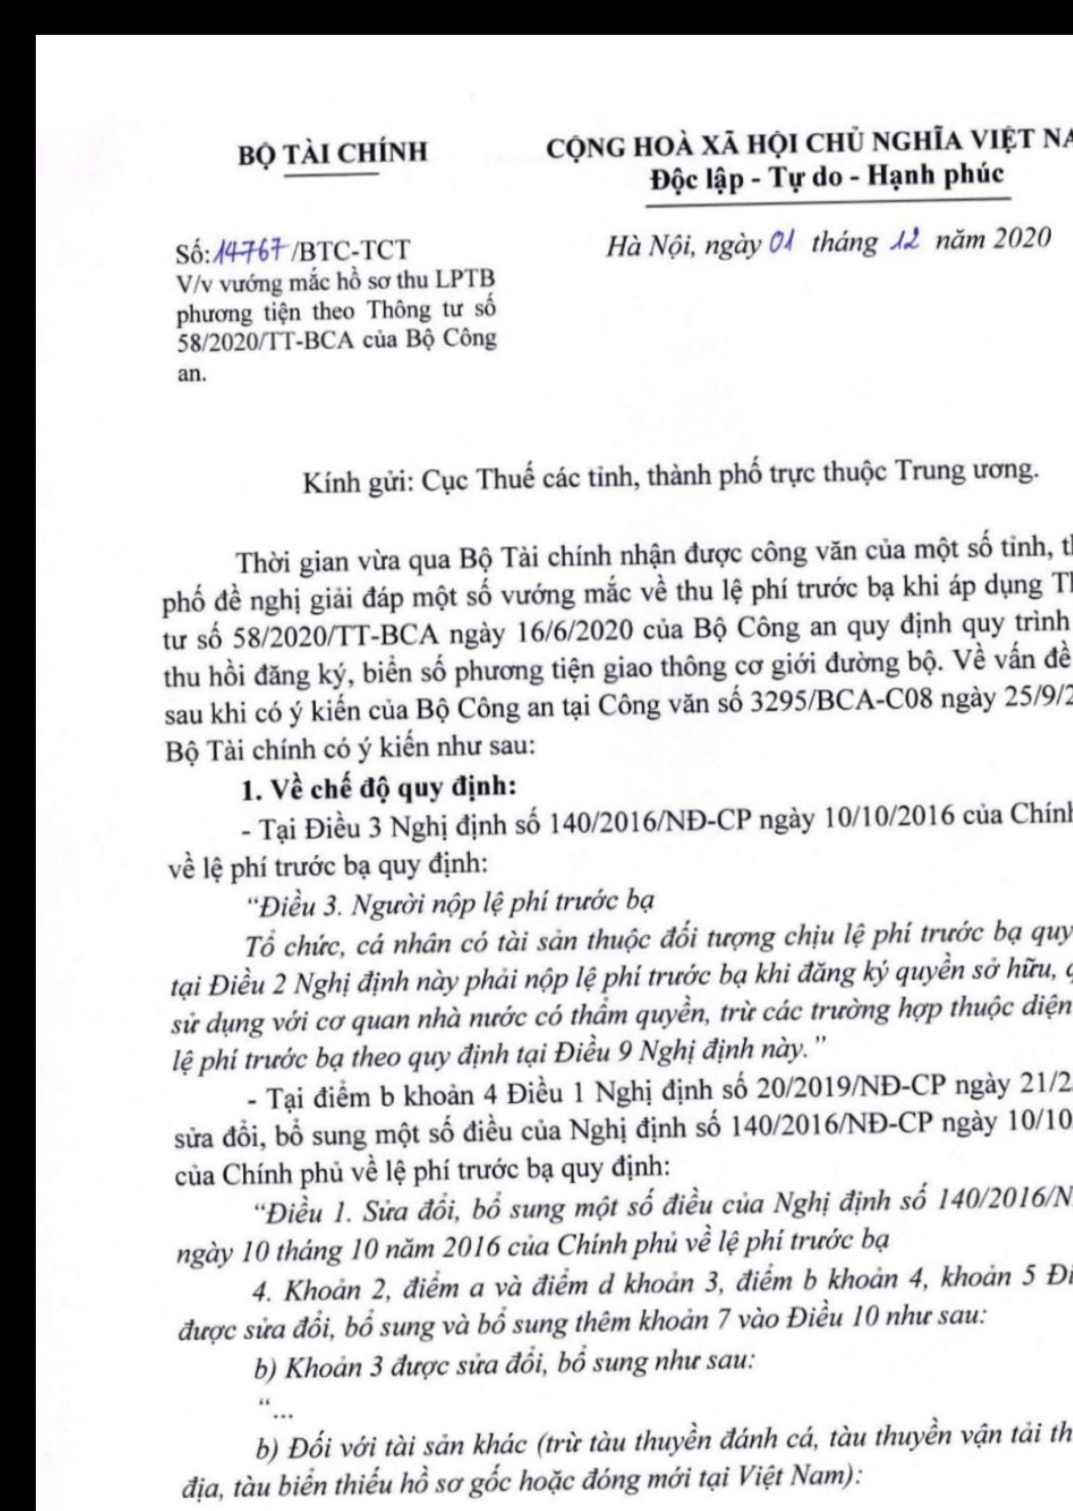 BỘ TÀI CHÍNH
CỘNG HOÀ XÃ HỘI CHỦ NGHĨA VIỆT NA
Độc lập - Tự do - Hạnh phúc
Số: 14767 /BTC-TCT
Hà Nội, ngày 01 tháng 12 năm 2020
V/v vướng mắc hồ sơ thu LPTB
phương tiện theo Thông tư số
58/2020/TT-BCA của Bộ Công
an.
Kính gửi: Cục Thuế các tỉnh, thành phố trực thuộc Trung ương.
Thời gian vừa qua Bộ Tài chính nhận được công văn của một số tỉnh, th
phố đề nghị giải đáp một số vướng mắc về thu lệ phí trước bạ khi áp dụng Th
tư số 58/2020/TT-BCA ngày 16/6/2020 của Bộ Công an quy định quy trình
thu hồi đăng ký, biển số phương tiện giao thông cơ giới đường bộ. Về vấn đề
sau khi có ý kiến của Bộ Công an tại Công văn số 3295/BCA-C08 ngày 25/9/2
Bộ Tài chính có ý kiến như sau:
1. Về chế độ quy định:
- Tại Điều 3 Nghị định số 140/2016/NĐ-CP ngày 10/10/2016 của Chính
về lệ phí trước bạ quy định:
“Điều 3. Người nộp lệ phí trước bạ
Tổ chức, cá nhân có tài sản thuộc đối tượng chịu lệ phí trước bạ quy
tại Điều 2 Nghị định này phải nộp lệ phí trước bạ khi đăng ký quyền sở hữu, q
sử dụng với cơ quan nhà nước có thẩm quyền, trừ các trường hợp thuộc diện
lệ phí trước bạ theo quy định tại Điều 9 Nghị định này.”
- Tại điểm b khoản 4 Điều 1 Nghị định số 20/2019/NĐ-CP ngày 21/2
sửa đổi, bổ sung một số điều của Nghị định số 140/2016/NĐ-CP ngày 10/10
của Chính phủ về lệ phí trước bạ quy định:
“Điều 1. Sửa đổi, bổ sung một số điều của Nghị định số 140/2016/N
ngày 10 tháng 10 năm 2016 của Chính phủ về lệ phí trước bạ
4. Khoản 2, điểm a và điểm d khoản 3, điểm b khoản 4, khoản 5 Đi
được sửa đổi, bổ sung và bổ sung thêm khoản 7 vào Điều 10 như sau:
b) Khoản 3 được sửa đổi, bổ sung như sau:
“...
b) Đối với tài sản khác (trừ tàu thuyền đánh cá, tàu thuyền vận tải th
địa, tàu biển thiếu hồ sơ gốc hoặc đóng mới tại Việt Nam):